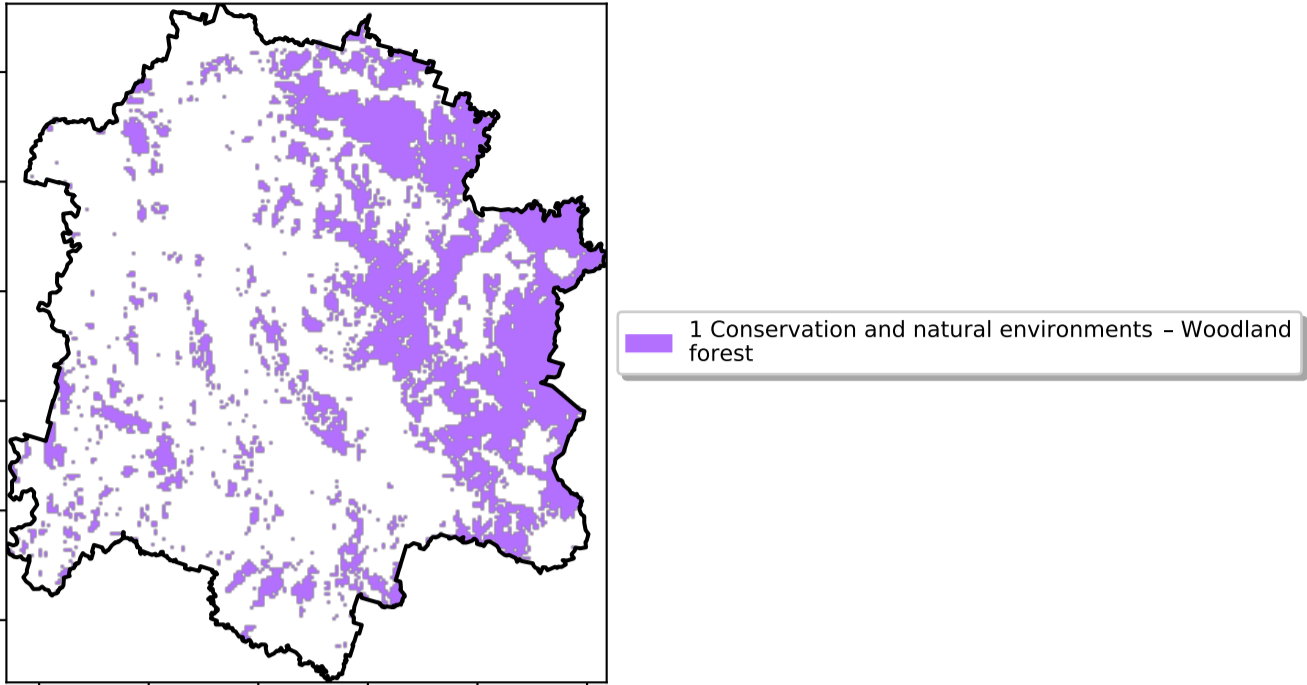 1 Conservation and natural environments – Woodland
forest